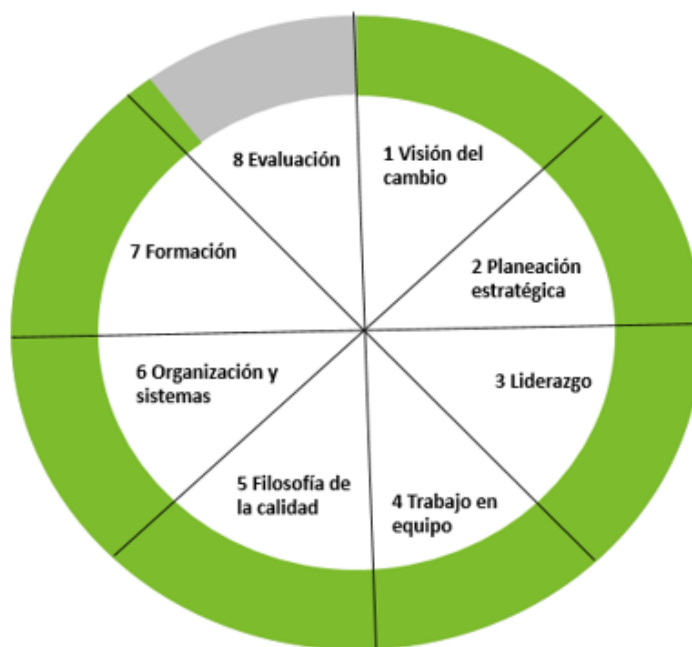 1 Visión del
cambio
2 Planeación
estratégica
3 Liderazgo
4 Trabajo en
equipo
5 Filosofía de
la calidad
6 Organización y
sistemas
7 Formación
8 Evaluación